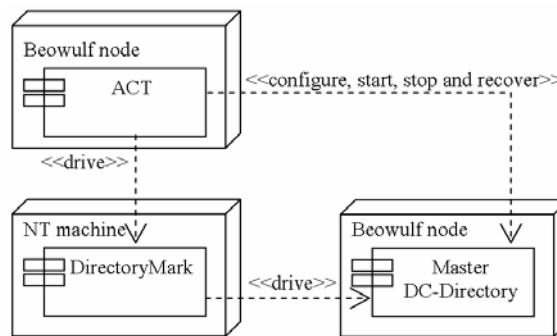 Beowulf node
ACT
<<configure, start, stop and recover>>
<<drive>>
NT machine
DirectoryMark
<<drive>>
Beowulf node
Master
DC-Directory